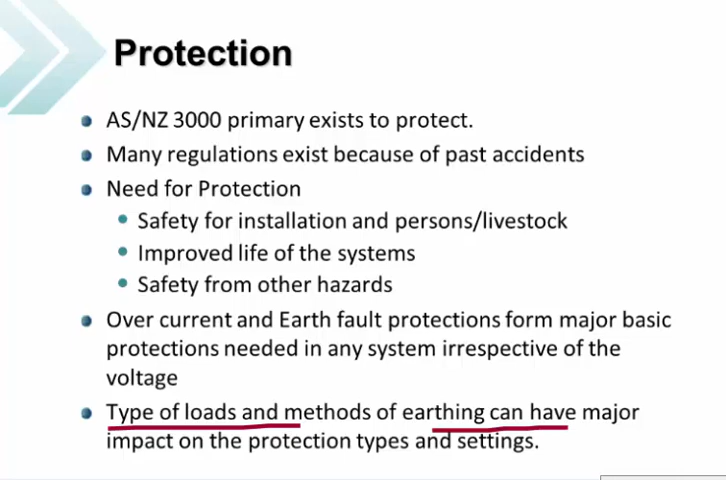 Protection
AS/NZ 3000 primary exists to protect.
Many regulations exist because of past accidents
Need for Protection
Safety for installation and persons/livestock
Improved life of the systems
Safety from other hazards
Over current and Earth fault protections form major basic
protections needed in any system irrespective of the
voltage
Type of loads and methods of earthing can have major
impact on the protection types and settings.